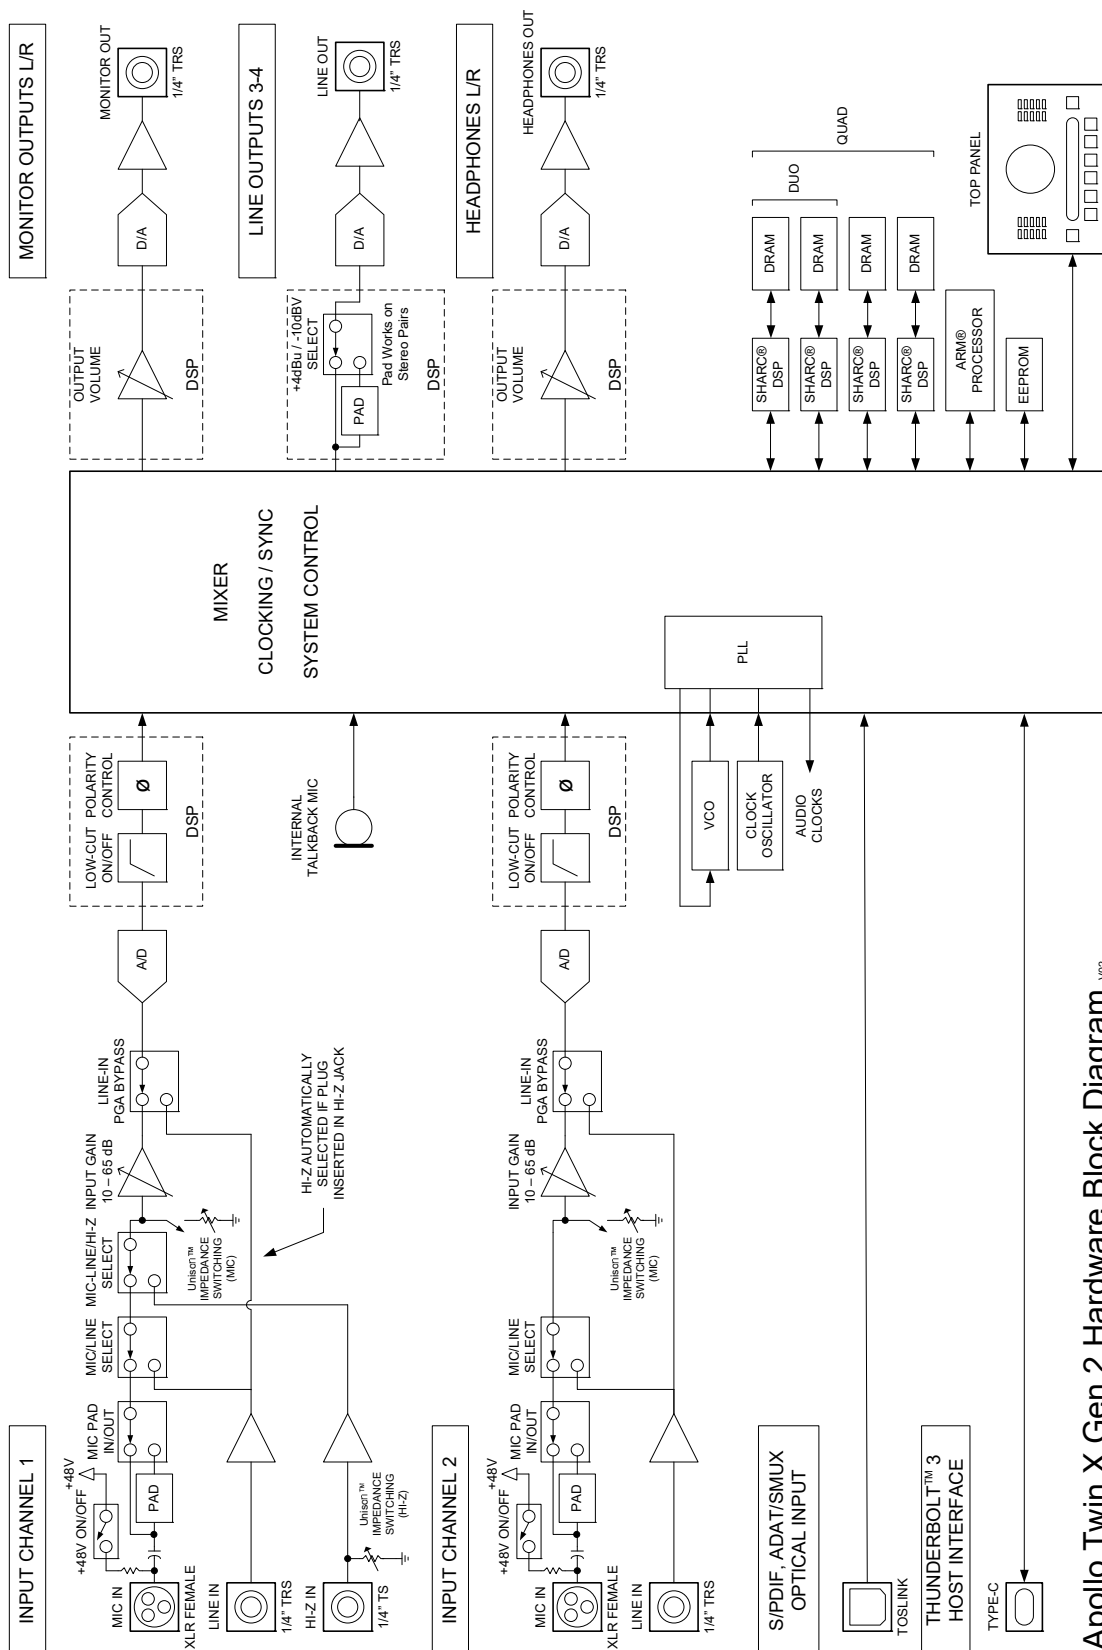 INPUT CHANNEL 1
+48V ON/OFF
+48V
MIC IN
XLR FEMALE
PAD
MIC PAD
IN/OUT
MIC/LINE
SELECT
MIC-LINE/HI-Z
SELECT
INPUT GAIN
10 – 65 dB
LINE-IN
PGA BYPASS
A/D
LOW-CUT
ON/OFF
POLARITY
CONTROL
Ø
DSP
LINE IN
1/4" TRS
HI-Z IN
1/4" TS
Unison™
IMPEDANCE
SWITCHING
(HI-Z)
Unison™
IMPEDANCE
SWITCHING
(MIC)
HI-Z AUTOMATICALLY
SELECTED IF PLUG
INSERTED IN HI-Z JACK
INTERNAL
TALKBACK MIC
INPUT CHANNEL 2
+48V ON/OFF
+48V
MIC IN
XLR FEMALE
PAD
MIC PAD
IN/OUT
MIC/LINE
SELECT
Unison™
IMPEDANCE
SWITCHING
(MIC)
INPUT GAIN
10 – 65 dB
LINE-IN
PGA BYPASS
A/D
LOW-CUT
ON/OFF
POLARITY
CONTROL
Ø
DSP
LINE IN
1/4" TRS
S/PDIF, ADAT/SMUX
OPTICAL INPUT
TOSLINK
THUNDERBOLT™ 3
HOST INTERFACE
TYPE-C
VCO
CLOCK
OSCILLATOR
AUDIO
CLOCKS
PLL
MIXER
CLOCKING / SYNC
SYSTEM CONTROL
MONITOR OUTPUTS L/R
OUTPUT
VOLUME
DSP
D/A
MONITOR OUT
1/4" TRS
LINE OUTPUTS 3-4
+4dBu / -10dBV
SELECT
PAD
Pad Works on
Stereo Pairs
DSP
D/A
LINE OUT
1/4" TRS
HEADPHONES L/R
OUTPUT
VOLUME
DSP
D/A
HEADPHONES OUT
1/4" TRS
SHARC®
DSP
DRAM
SHARC®
DSP
DRAM
DUO
SHARC®
DSP
DRAM
SHARC®
DSP
DRAM
QUAD
ARM®
PROCESSOR
EEPROM
TOP PANEL
Apollo Twin X Gen 2 Hardware Block Diagram